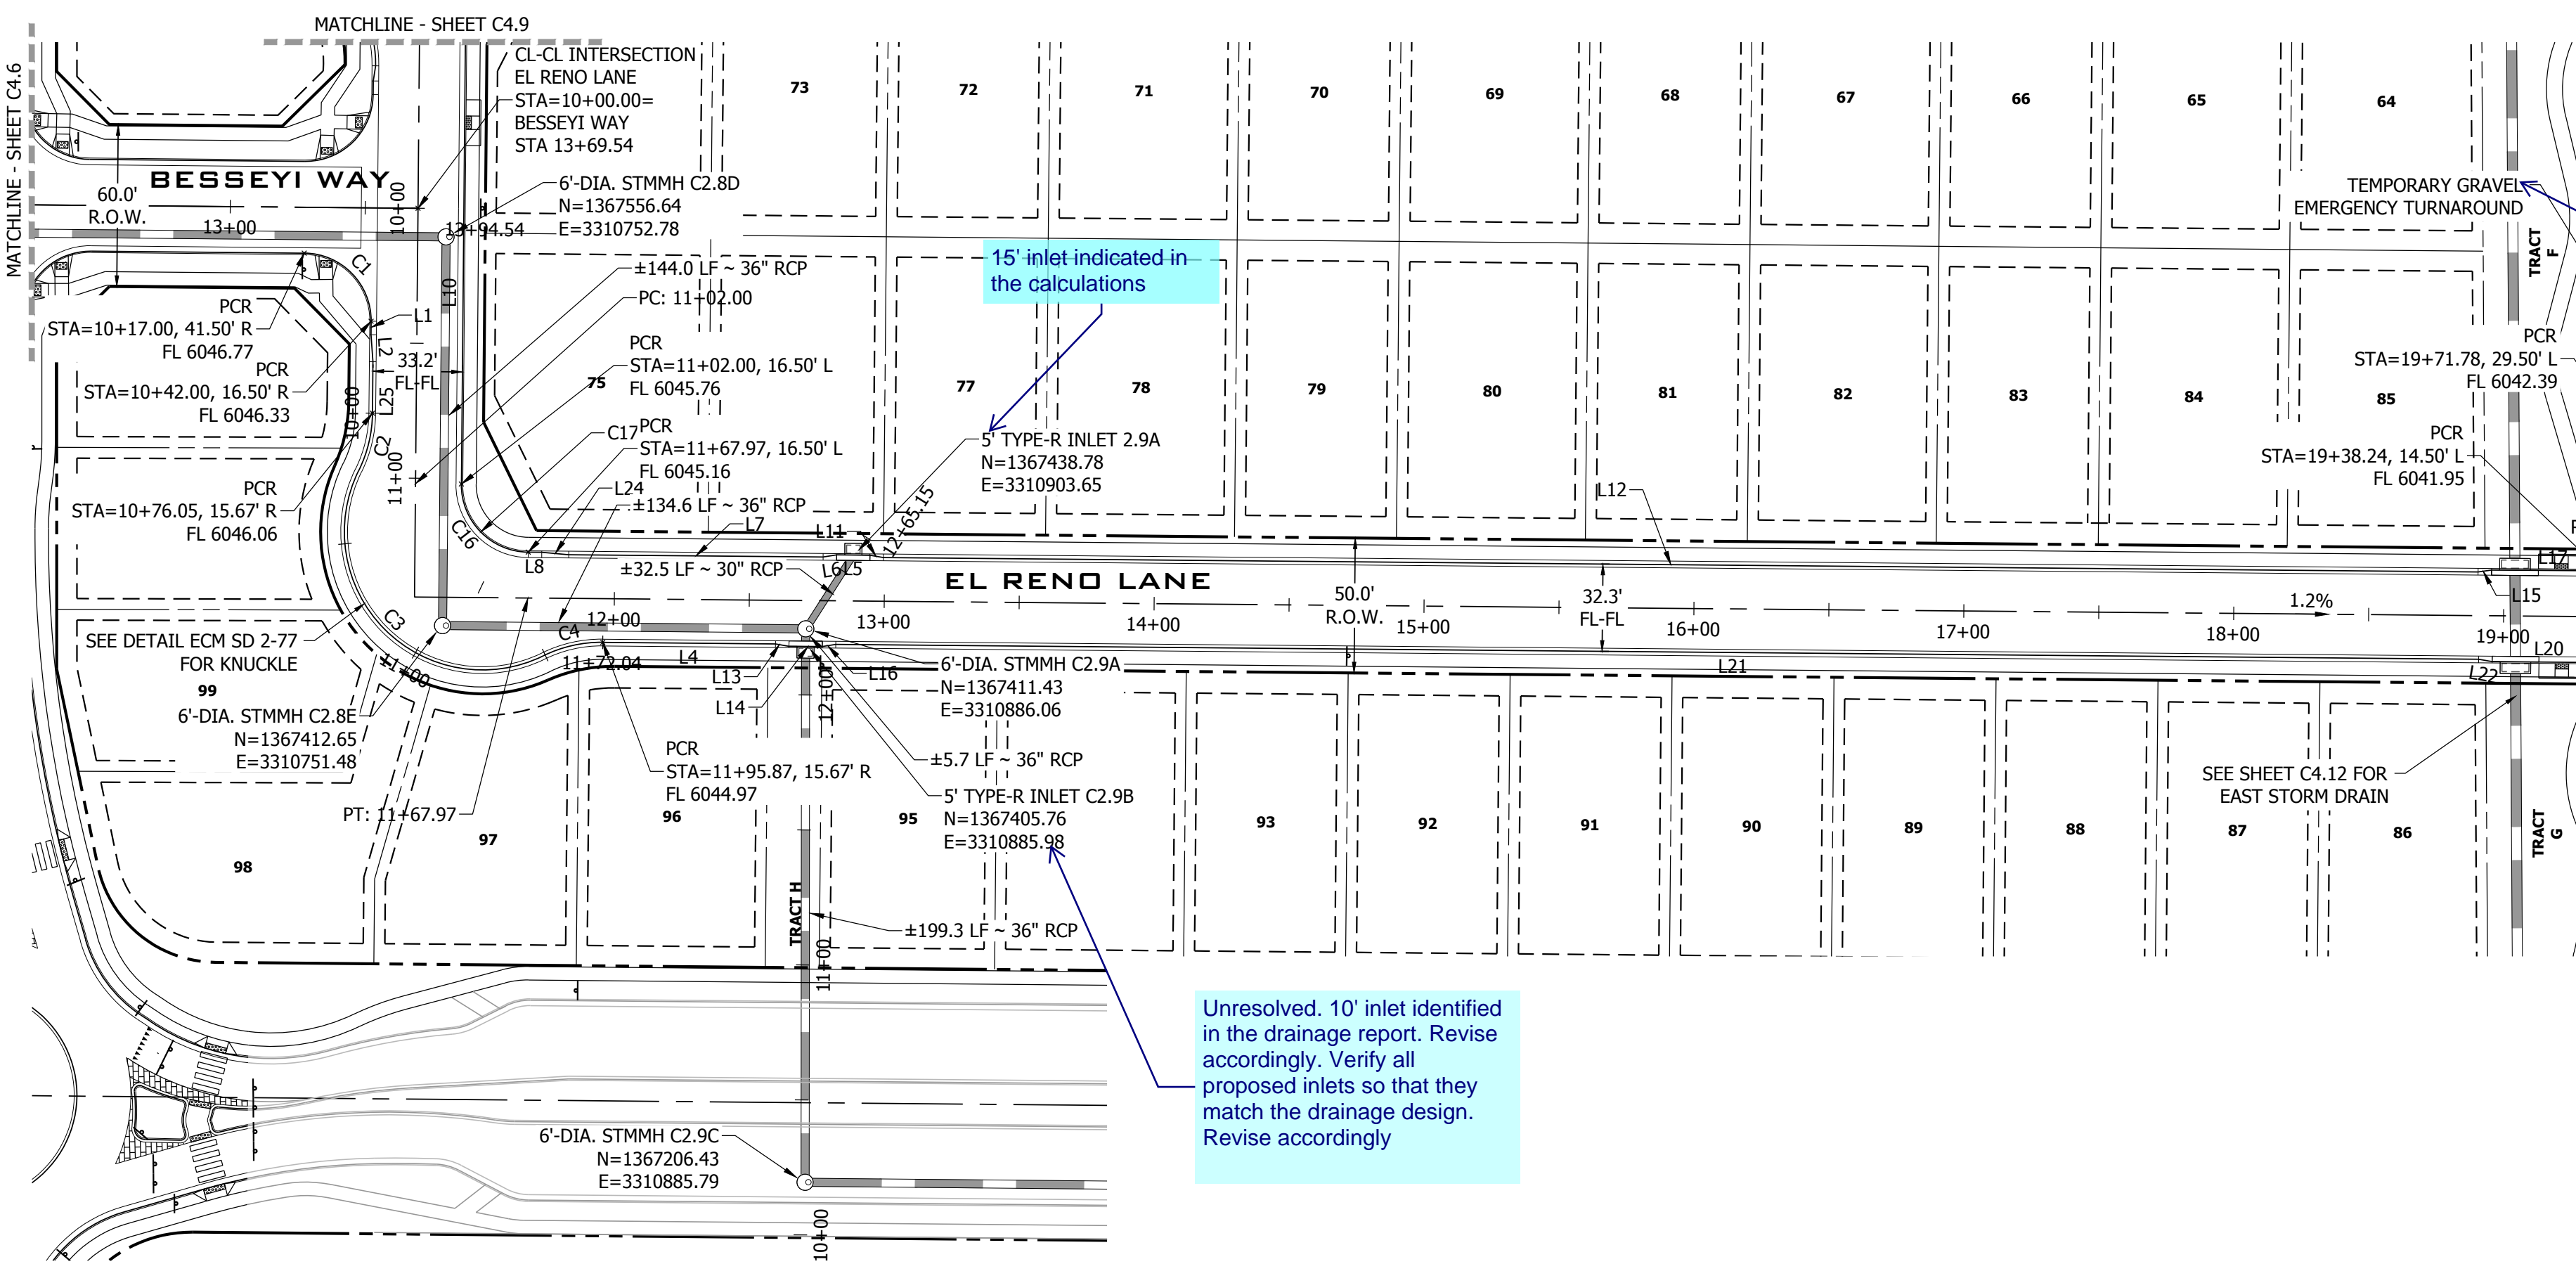 MATCHLINE - SHEET C4.9
MATCHLINE - SHEET C4.6
CL-CL INTERSECTION
EL RENO LANE
STA=10+00.00=
BESSEYI WAY
STA 13+69.54
73
72
71
70
69
68
67
66
65
64
BESSEYI WAY
60.0'
R.O.W.
13+00
10+00
13+94.54
6'-DIA. STMMH C2.8D
N=1367556.64
E=3310752.78
TEMPORARY GRAVEL
EMERGENCY TURNAROUND
TRACT
F
15' inlet indicated in
the calculations
C1
L10
±144.0 LF ~ 36" RCP
PC: 11+02.00
PCR
STA=10+17.00, 41.50' R
FL 6046.77
L1
L2
33.2'
FL-FL
PCR
STA=10+42.00, 16.50' R
FL 6046.33
10+00
L25
C2
PCR
STA=11+02.00, 16.50' L
FL 6045.76
75
77
78
79
80
81
82
83
84
85
PCR
STA=19+71.78, 29.50' L
FL 6042.39
PCR
STA=19+38.24, 14.50' L
FL 6041.95
C17
PCR
STA=11+67.97, 16.50' L
FL 6045.16
5' TYPE-R INLET 2.9A
N=1367438.78
E=3310903.65
11+00
PCR
STA=10+76.05, 15.67' R
FL 6046.06
L24
±134.6 LF ~ 36" RCP
L12
C16
L7
L11
12+65.15
L8
±32.5 LF ~ 30" RCP
L6
L5
EL RENO LANE
50.0'
R.O.W.
32.3'
FL-FL
1.2%
L17
L15
12+00
13+00
14+00
15+00
16+00
17+00
18+00
19+00
SEE DETAIL ECM SD 2-77
FOR KNUCKLE
C3
C4
11+00
11+72.04
L4
L13
L14
12+00
L16
L21
L20
L22
99
6'-DIA. STMMH C2.8E
N=1367412.65
E=3310751.48
6'-DIA. STMMH C2.9A
N=1367411.43
E=3310886.06
PCR
STA=11+95.87, 15.67' R
FL 6044.97
±5.7 LF ~ 36" RCP
5' TYPE-R INLET C2.9B
N=1367405.76
E=3310885.98
SEE SHEET C4.12 FOR
EAST STORM DRAIN
TRACT
G
PT: 11+67.97
98
97
96
95
93
92
91
90
89
88
87
86
TRACT H
±199.3 LF ~ 36" RCP
11+00
Unresolved. 10' inlet identified
in the drainage report. Revise
accordingly. Verify all
proposed inlets so that they
match the drainage design.
Revise accordingly
6'-DIA. STMMH C2.9C
N=1367206.43
E=3310885.79
10+00